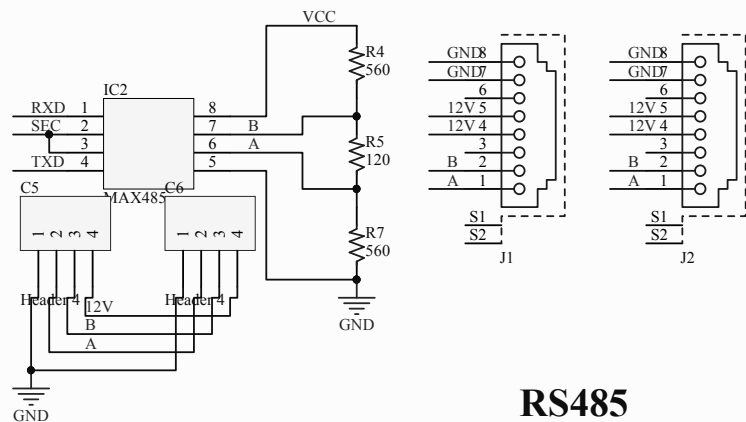 VCC
R4
560
IC2
RXD 1
SEC 2
3
TXD 4
8
7 B
6 A
5
MAX485
R5
120
R7
560
GND
C5
1 2 3 4
Header 4
C6
1 2 3 4
Header 4
12V
B
A
GND
GND 8
GND 7
6
12V 5
12V 4
3
B 2
A 1
S1
S2
J1
GND 8
GND 7
6
12V 5
12V 4
3
B 2
A 1
S1
S2
J2
RS485